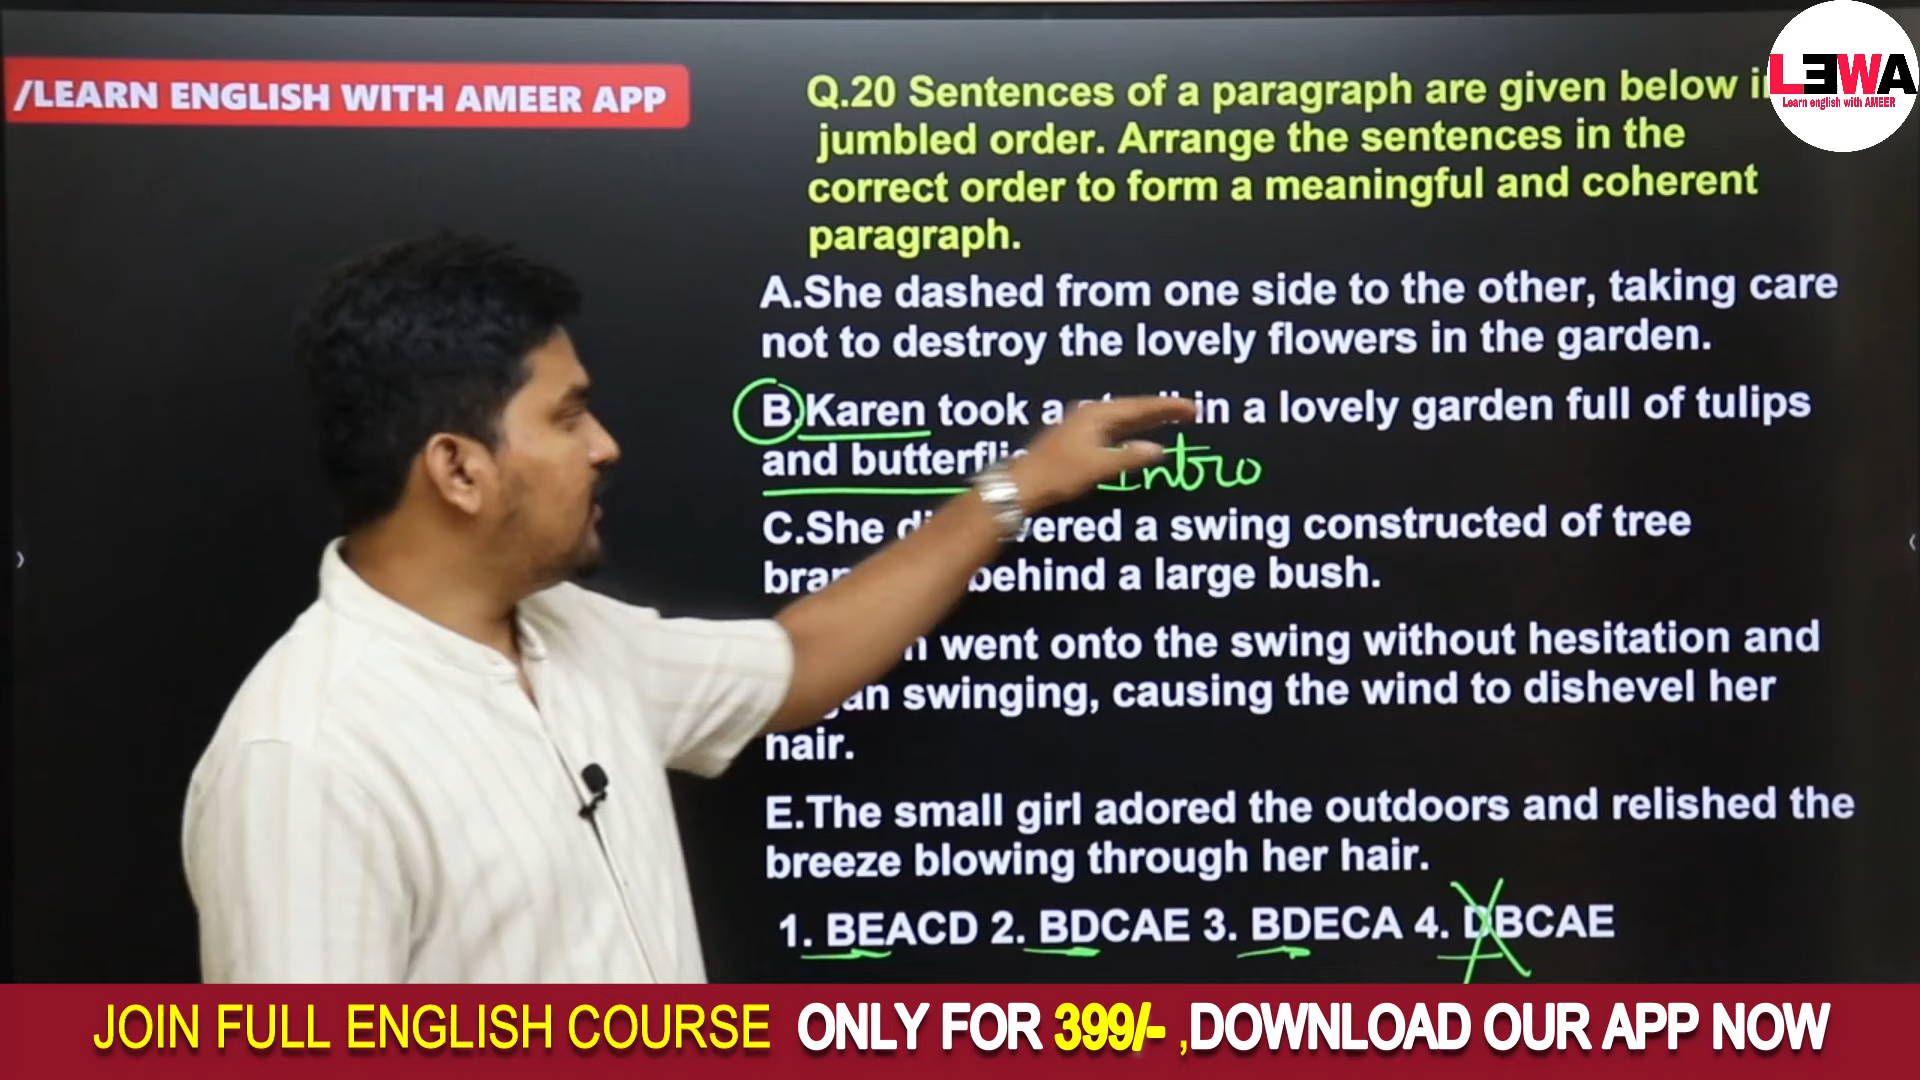 /LEARN ENGLISH WITH AMEER APP
LEWA
Learn english with AMEER
Q.20 Sentences of a paragraph are given below
jumbled order. Arrange the sentences in the
correct order to form a meaningful and coherent
paragraph.
A.She dashed from one side to the other, taking care
not to destroy the lovely flowers in the garden.
B.Karen took a in a lovely garden full of tulips
and
Intro
C.She a swing constructed of tree
behind a large bush.
went onto the swing without hesitation and
swinging, causing the wind to dishevel her
hair.
E.The small girl adored the outdoors and relished the
breeze blowing through her hair.
1. BEACD 2. BDCAE 3. BDECA 4. DBCAE
JOIN FULL ENGLISH COURSE ONLY FOR 399/- ,DOWNLOAD OUR APP NOW